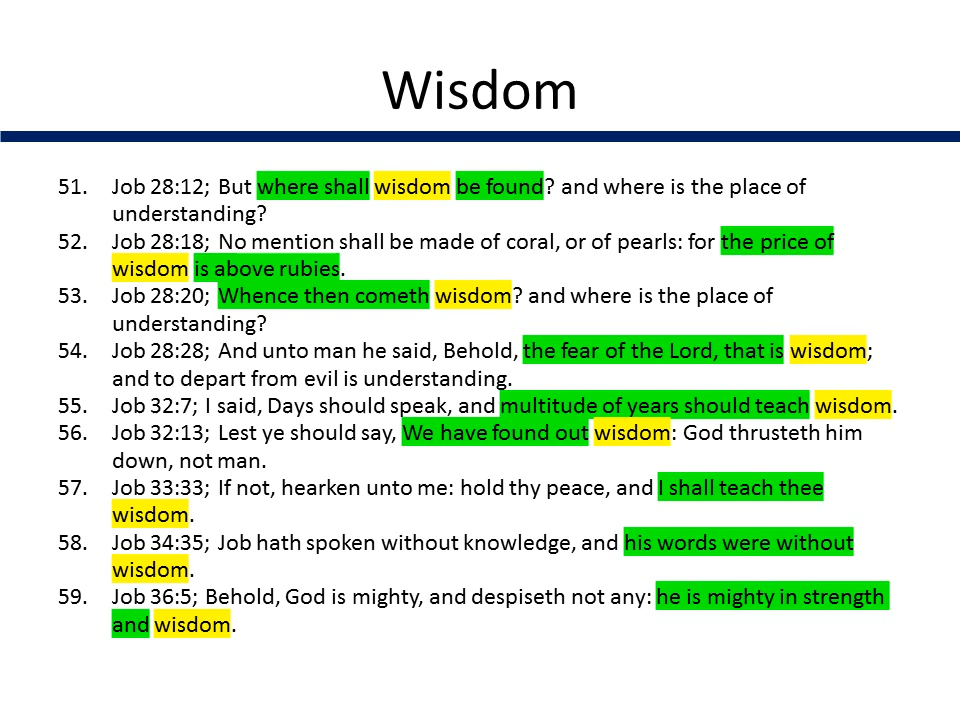 Wisdom
51. Job 28:12; But where shall wisdom be found? and where is the place of
understanding?
52. Job 28:18; No mention shall be made of coral, or of pearls: for the price of
wisdom is above rubies.
53. Job 28:20; Whence then cometh wisdom? and where is the place of
understanding?
54. Job 28:28; And unto man he said, Behold, the fear of the Lord, that is wisdom;
and to depart from evil is understanding.
55. Job 32:7; I said, Days should speak, and multitude of years should teach wisdom.
56. Job 32:13; Lest ye should say, We have found out wisdom: God thrusteth him
down, not man.
57. Job 33:33; If not, hearken unto me: hold thy peace, and I shall teach thee
wisdom.
58. Job 34:35; Job hath spoken without knowledge, and his words were without
wisdom.
59. Job 36:5; Behold, God is mighty, and despiseth not any: he is mighty in strength
and wisdom.